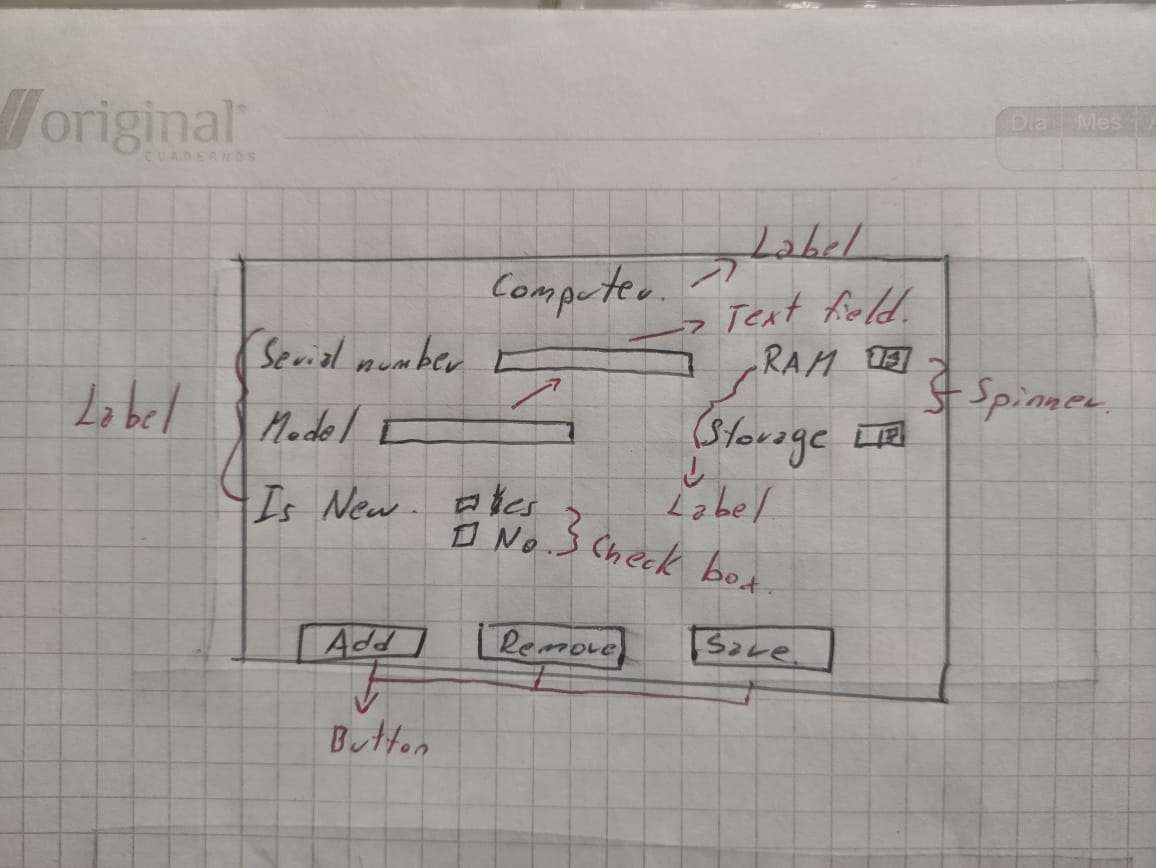 original
CUADERNOS
Día Mes
Label
Computer.
Text field.
Serial number
RAM
Spinner.
Label
Model
Storage
Is New.
Yes
Label
No.
Check box.
Add
Remove
Save.
Button